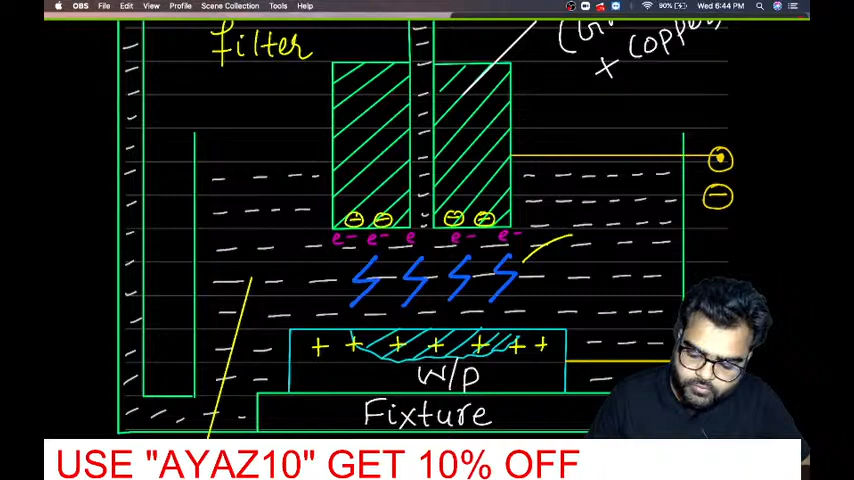 OBS File Edit View Profile Scene Collection Tools Help
90% Wed 6:44 PM
filter
+ copper
e- e- e e- e-
+ + + + + + +
W/P
Fixture
USE "AYAZ10" GET 10% OFF